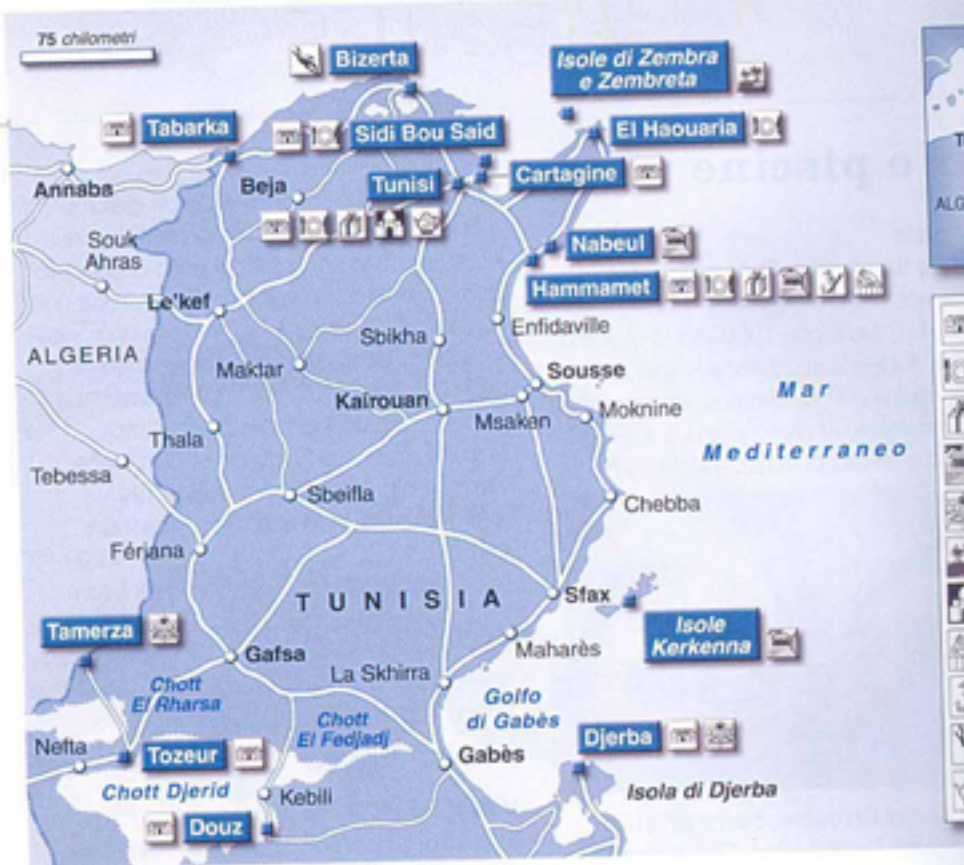 75 chilometri
Bizerta
Isole di Zembra
e Zembreta
Tabarka
Sidi Bou Said
El Haouaria
Annaba
Beja
Tunisi
Cartagine
Souk
Ahras
Nabeul
Le'kef
Hammamet
ALGERIA
Sbikha
Enfidaville
Maktar
Sousse
Mar
Kairouan
Msakan
Moknine
Thala
Mediterraneo
Tebessa
Sbeifla
Chebba
Fériana
TUNISIA
Sfax
Tamerza
Isole
Kerkenna
Gafsa
Maharès
La Skhirra
Chott
El Rharsa
Golfo
di Gabès
Chott
El Fedjadj
Djerba
Nefta
Tozeur
Gabès
Chott Djerid
Kebili
Isola di Djerba
Douz